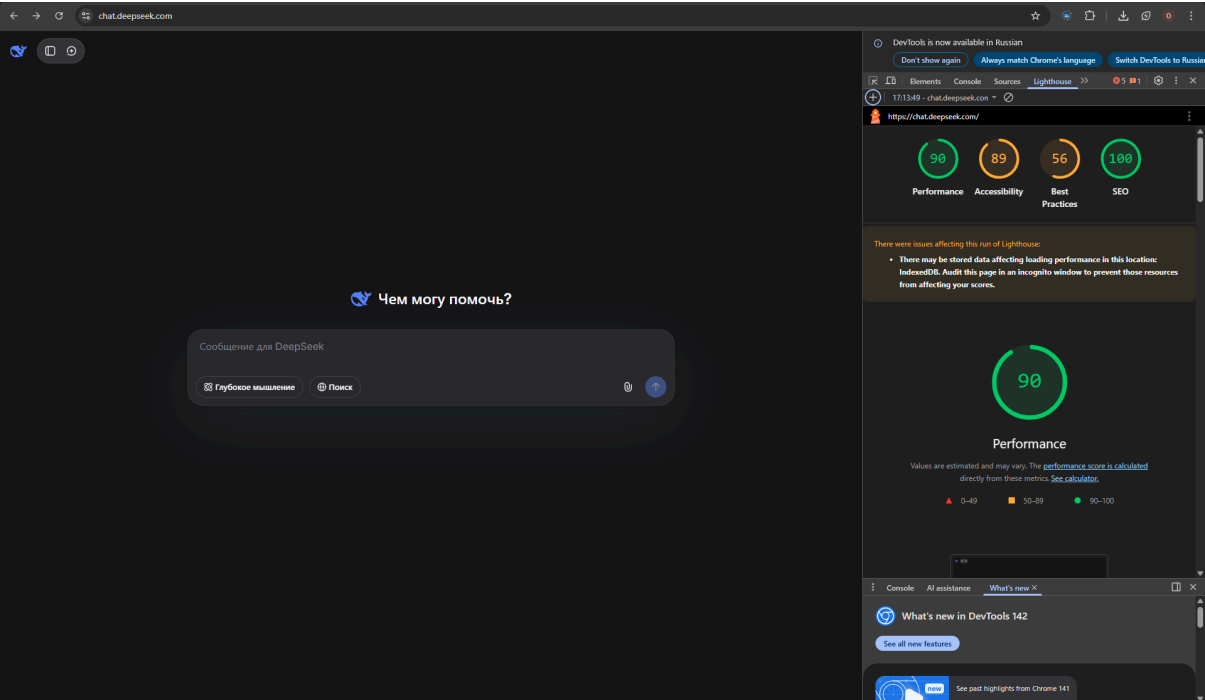 chat.deepseek.com
O
DevTools is now available in Russian
Don't show again
Always match Chrome's language
Switch DevTools to Russian
Elements
Console
Sources
Lighthouse
5
1
17:13:49 - chat.deepseek.con
https://chat.deepseek.com/
90
89
56
100
Performance
Accessibility
Best
Practices
SEO
There were issues affecting this run of Lighthouse:
• There may be stored data affecting loading performance in this location:
IndexedDB. Audit this page in an incognito window to prevent those resources
from affecting your scores.
Чем могу помочь?
Сообщение для DeepSeek
Глубокое мышление
Поиск
90
Performance
Values are estimated and may vary. The performance score is calculated
directly from these metrics. See calculator.
0–49
50–89
90–100
Console
AI assistance
What's new
What's new in DevTools 142
See all new features
new
See past highlights from Chrome 141